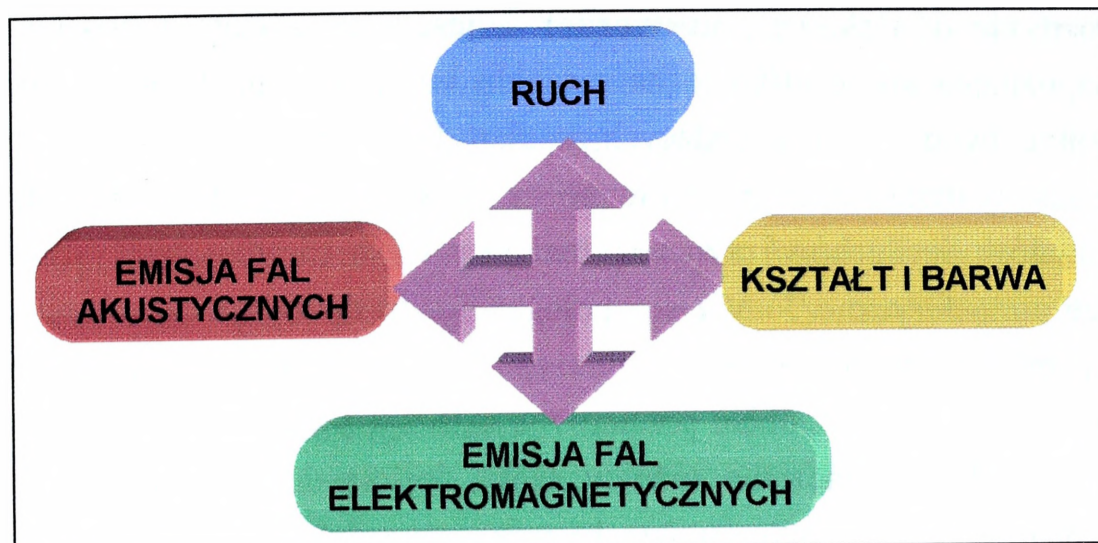 RUCH
EMISJA FAL
AKUSTYCZNYCH
KSZTAŁT I BARWA
EMISJA FAL
ELEKTROMAGNETYCZNYCH